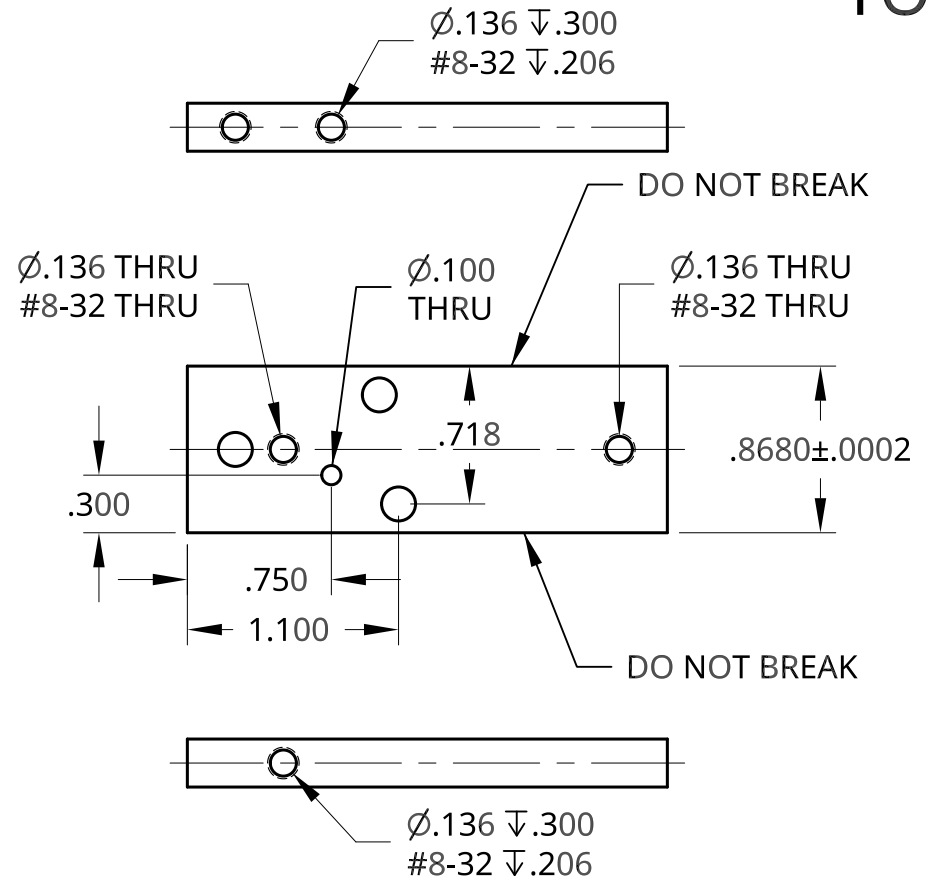 Ø.136 ↧.300
#8-32 ↧.206
DO NOT BREAK
Ø.136 THRU
#8-32 THRU
Ø.100
THRU
Ø.136 THRU
#8-32 THRU
.718
.8680±.0002
.300
.750
1.100
DO NOT BREAK
Ø.136 ↧.300
#8-32 ↧.206